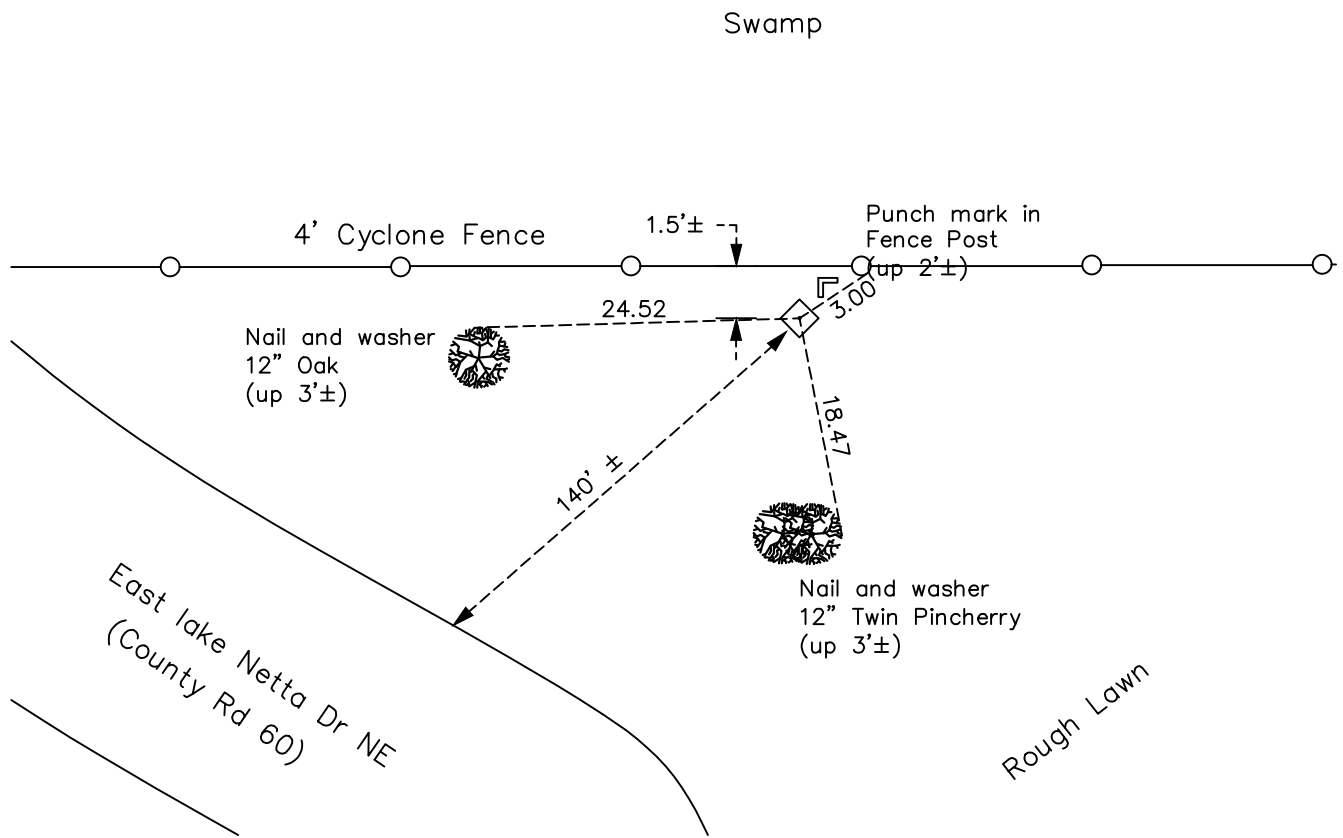 Swamp
4' Cyclone Fence
1.5'±
Punch mark in
Fence Post
(up 2'±)
3.00
24.52
Nail and washer
12" Oak
(up 3'±)
18.47
140' ±
Nail and washer
12" Twin Pincherry
(up 3'±)
East lake Netta Dr NE
(County Rd 60)
Rough Lawn